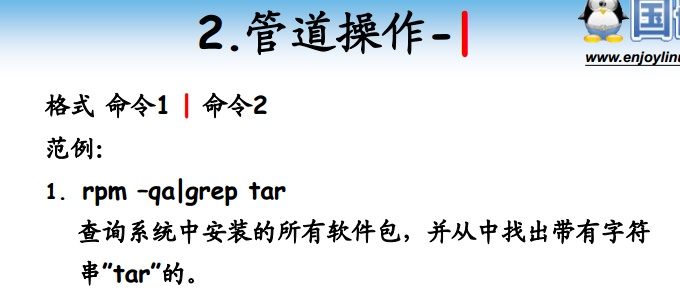 2.管道操作-|
www.enjoylinu
格式 命令1 | 命令2
范例:
1. rpm -qa|grep tar
查询系统中安装的所有软件包，并从中找出带有字符
串"tar"的。